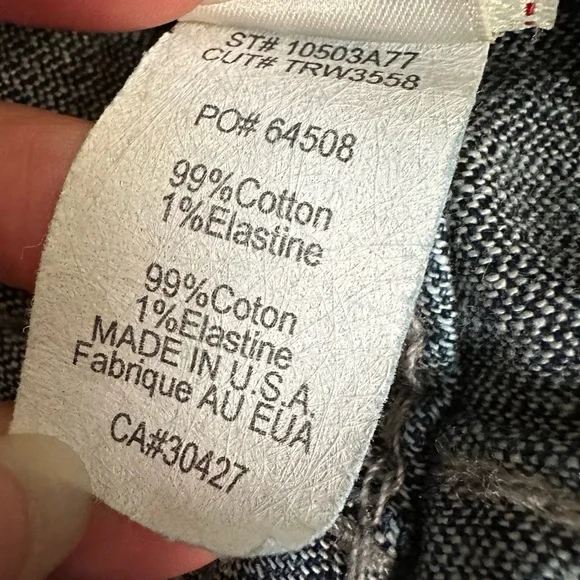 ST# 10503A77
CUT# TRW3558
PO# 64508
99%Cotton
1%Elastine
99%Coton
1%Elastine
MADE IN U.S.A.
Fabrique AU EUA
CA#30427